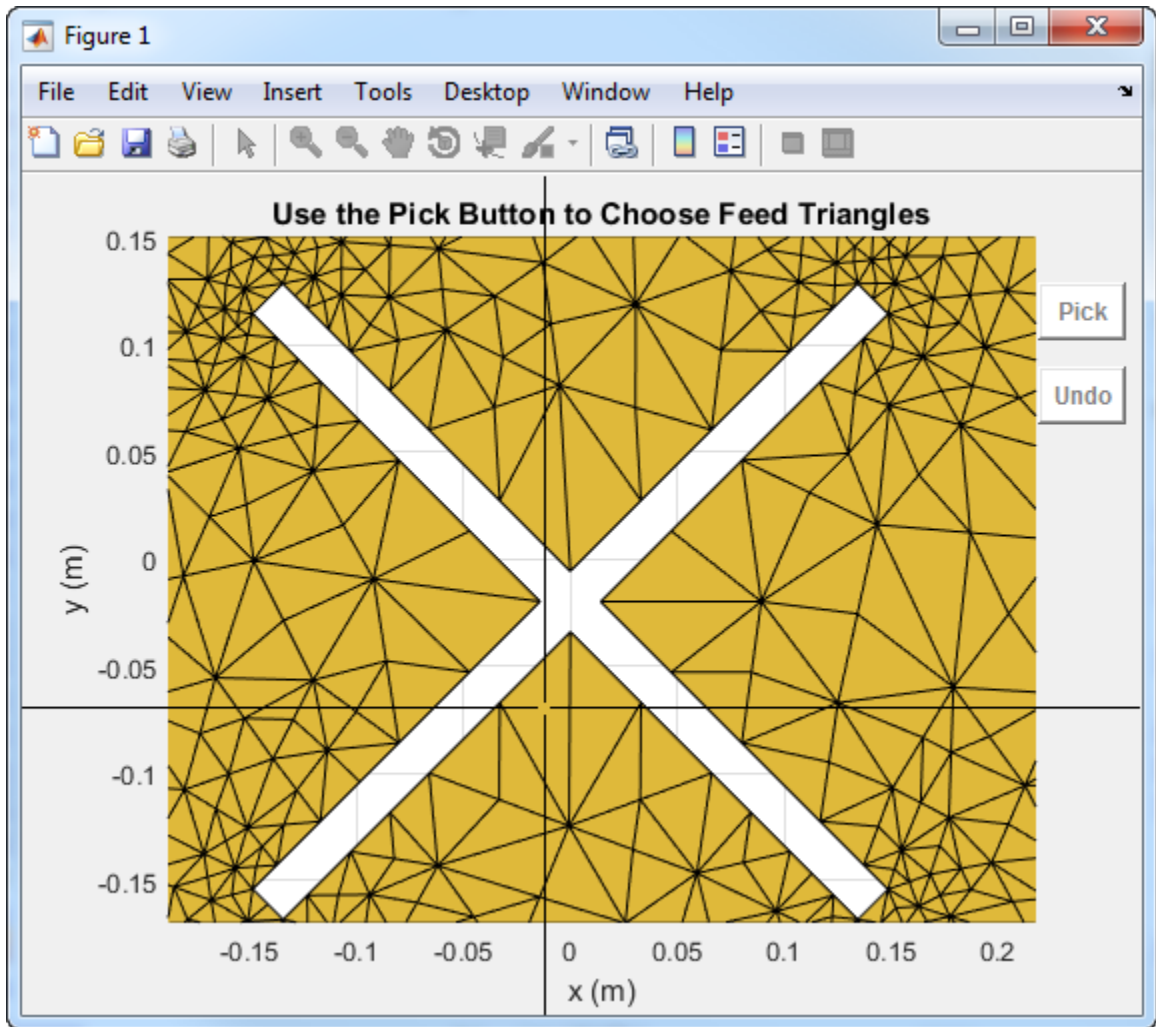 Figure 1
File Edit View Insert Tools Desktop Window Help
Use the Pick Button to Choose Feed Triangles
0.15
0.1
0.05
0
-0.05
-0.1
-0.15
y (m)
Pick
Undo
-0.15 -0.1 -0.05 0 0.05 0.1 0.15 0.2
x (m)